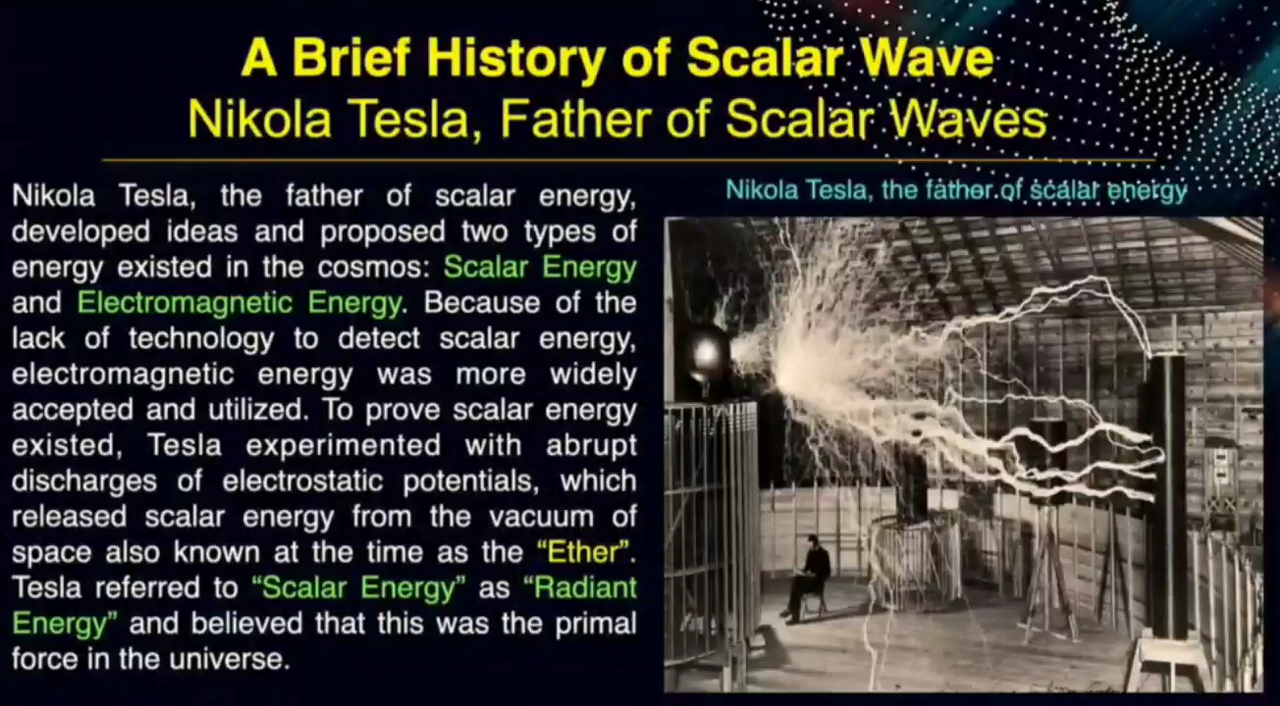 A Brief History of Scalar Wave
Nikola Tesla, Father of Scalar Waves
Nikola Tesla, the father of scalar energy,
developed ideas and proposed two types of
energy existed in the cosmos: Scalar Energy
and Electromagnetic Energy. Because of the
lack of technology to detect scalar energy,
electromagnetic energy was more widely
accepted and utilized. To prove scalar energy
existed, Tesla experimented with abrupt
discharges of electrostatic potentials, which
released scalar energy from the vacuum of
space also known at the time as the “Ether”.
Tesla referred to “Scalar Energy” as “Radiant
Energy” and believed that this was the primal
force in the universe.
Nikola Tesla, the father of scalar energy